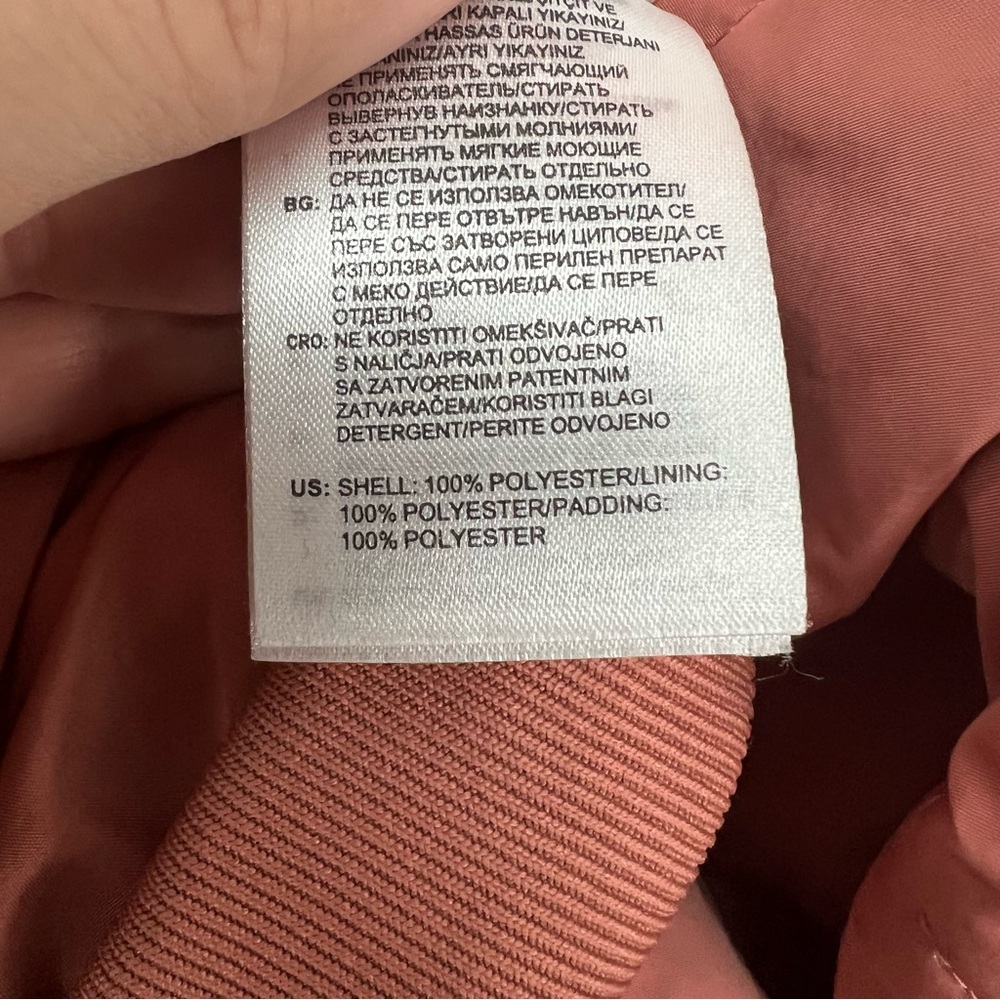 KAPALI YIKAYINIZ/
HASSAS ÜRÜN DETERJANI
AYRI YIKAYINIZ
ПРИМЕНЯТЬ СМЯГЧАЮЩИЙ
ОПОЛАСКИВАТЕЛЬ/СТИРАТЬ
ВЫВЕРНУВ НАИЗНАНКУ/СТИРАТЬ
С ЗАСТЕГНУТЫМИ МОЛНИЯМИ/
ПРИМЕНЯТЬ МЯГКИЕ МОЮЩИЕ
СРЕДСТВА/СТИРАТЬ ОТДЕЛЬНО
BG: ДА НЕ СЕ ИЗПОЛЗВА ОМЕКОТИТЕЛ/
ДА СЕ ПЕРЕ ОТВЪТРЕ НАВЪН/ДА СЕ
ПЕРЕ СЪС ЗАТВОРЕНИ ЦИПОВЕ/ДА СЕ
ИЗПОЛЗВА САМО ПЕРИЛЕН ПРЕПАРАТ
С МЕКО ДЕЙСТВИЕ/ДА СЕ ПЕРЕ
ОТДЕЛНО
CRO: NE KORISTITI OMEKŠIVAČ/PRATI
S NALIČJA/PRATI ODVOJENO
SA ZATVORENIM PATENTNIM
ZATVARAČEM/KORISTITI BLAGI
DETERGENT/PERITE ODVOJENO
US: SHELL: 100% POLYESTER/LINING:
100% POLYESTER/PADDING:
100% POLYESTER